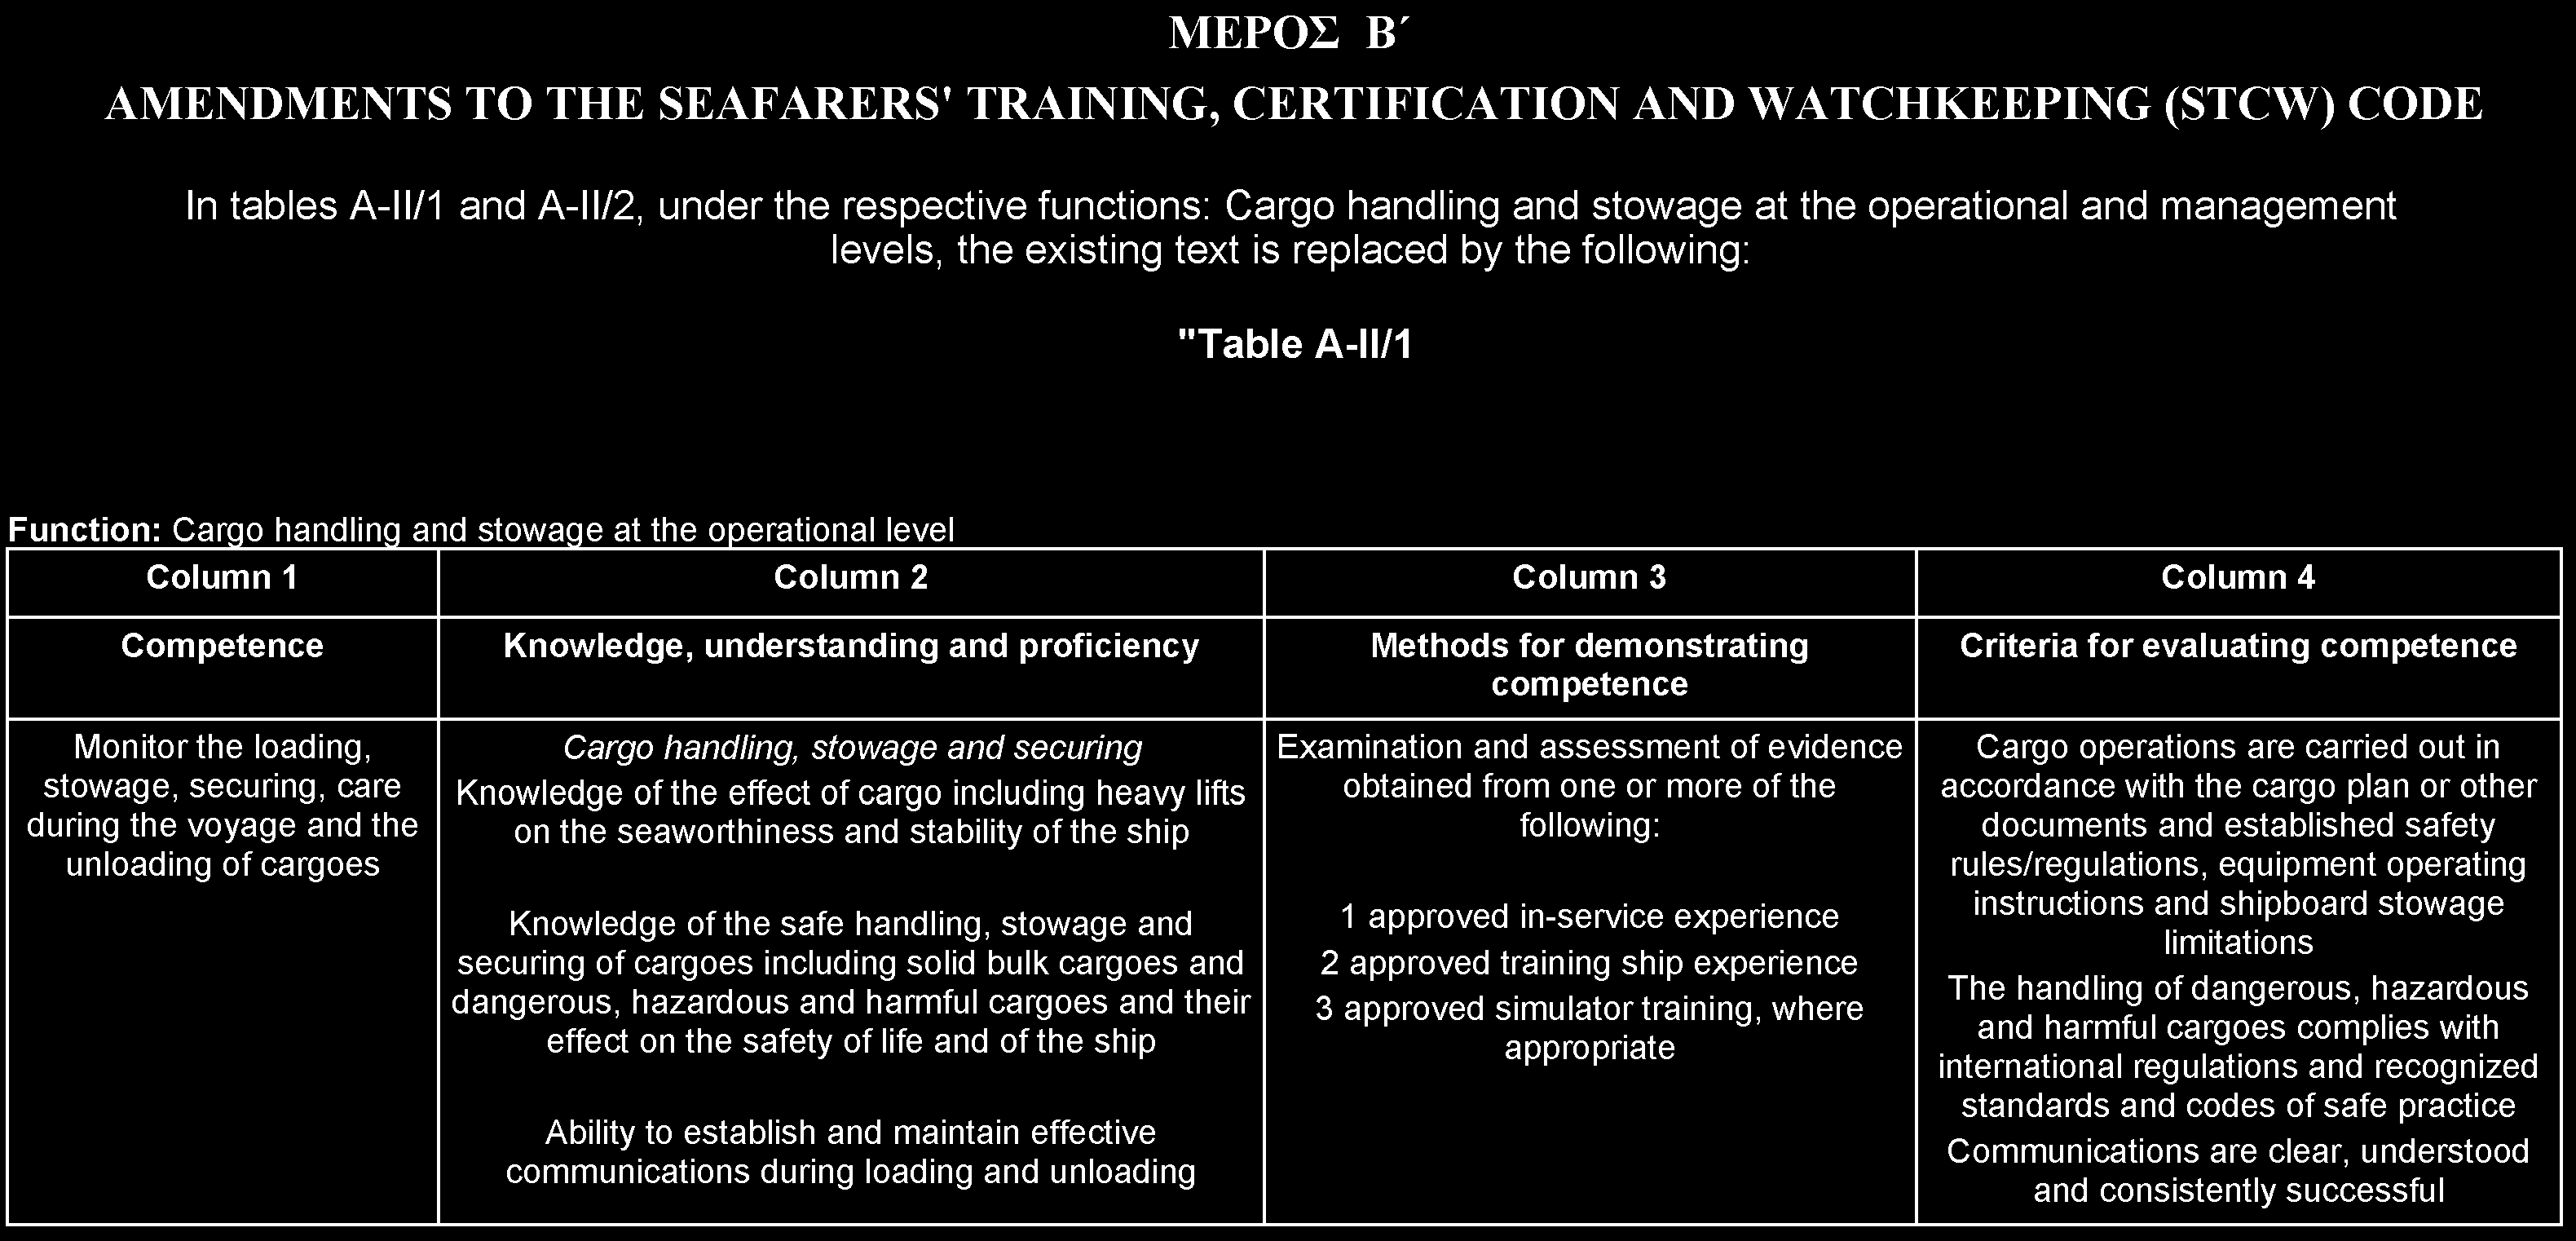 ΜΕΡΟΣ Β΄
AMENDMENTS TO THE SEAFARERS' TRAINING, CERTIFICATION AND WATCHKEEPING (STCW) CODE
In tables A-II/1 and A-II/2, under the respective functions: Cargo handling and stowage at the operational and management
levels, the existing text is replaced by the following:
"Table A-II/1
Function: Cargo handling and stowage at the operational level
Column 1
Column 2
Column 3
Column 4
Competence
Knowledge, understanding and proficiency
Methods for demonstrating
competence
Criteria for evaluating competence
Monitor the loading,
stowage, securing, care
during the voyage and the
unloading of cargoes
Cargo handling, stowage and securing
Knowledge of the effect of cargo including heavy lifts
on the seaworthiness and stability of the ship
Knowledge of the safe handling, stowage and
securing of cargoes including solid bulk cargoes and
dangerous, hazardous and harmful cargoes and their
effect on the safety of life and of the ship
Ability to establish and maintain effective
communications during loading and unloading
Examination and assessment of evidence
obtained from one or more of the
following:
1 approved in-service experience
2 approved training ship experience
3 approved simulator training, where
appropriate
Cargo operations are carried out in
accordance with the cargo plan or other
documents and established safety
rules/regulations, equipment operating
instructions and shipboard stowage
limitations
The handling of dangerous, hazardous
and harmful cargoes complies with
international regulations and recognized
standards and codes of safe practice
Communications are clear, understood
and consistently successful